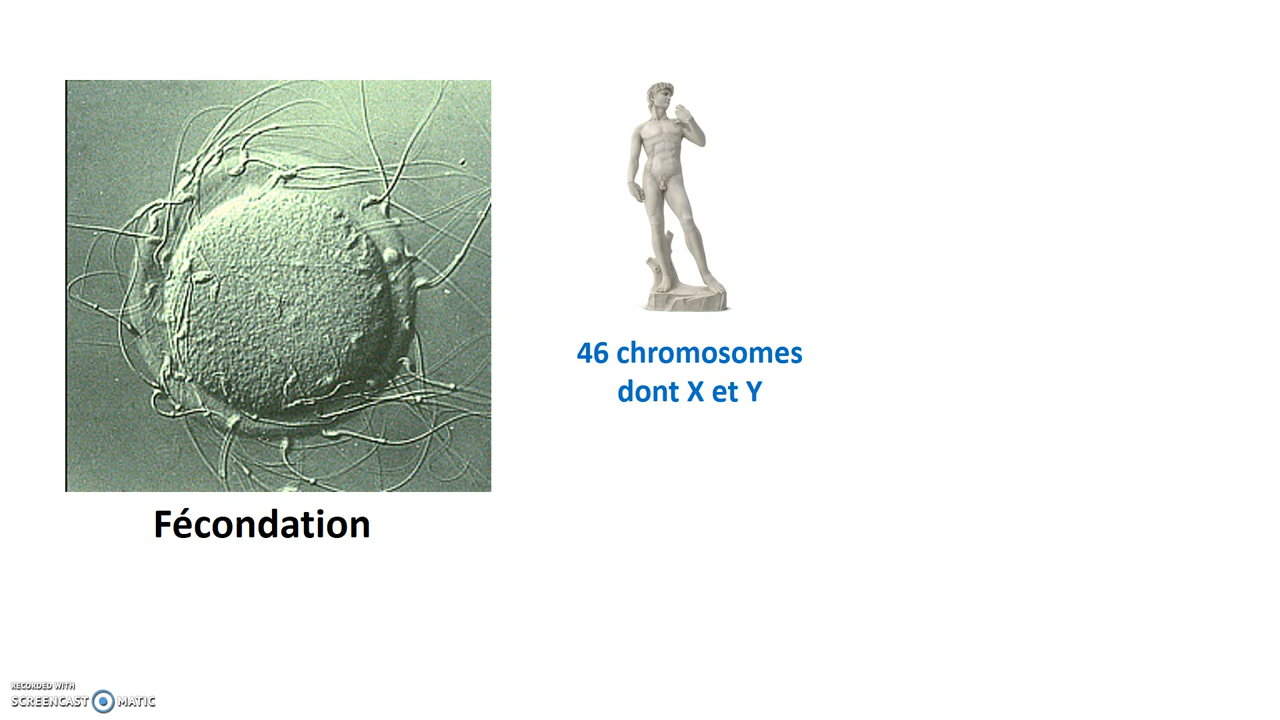 46 chromosomes
dont X et Y
Fécondation
RECORDED WITH
SCREENCAST MATIC